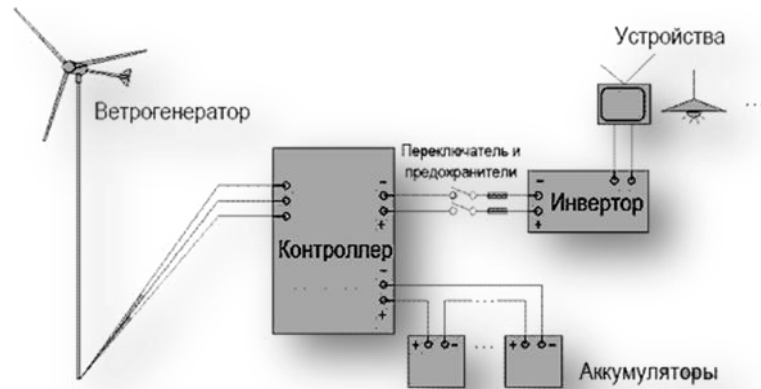 Устройства
Ветрогенератор
Переключатель и
предохранители
Инвертор
Контроллер
Аккумуляторы